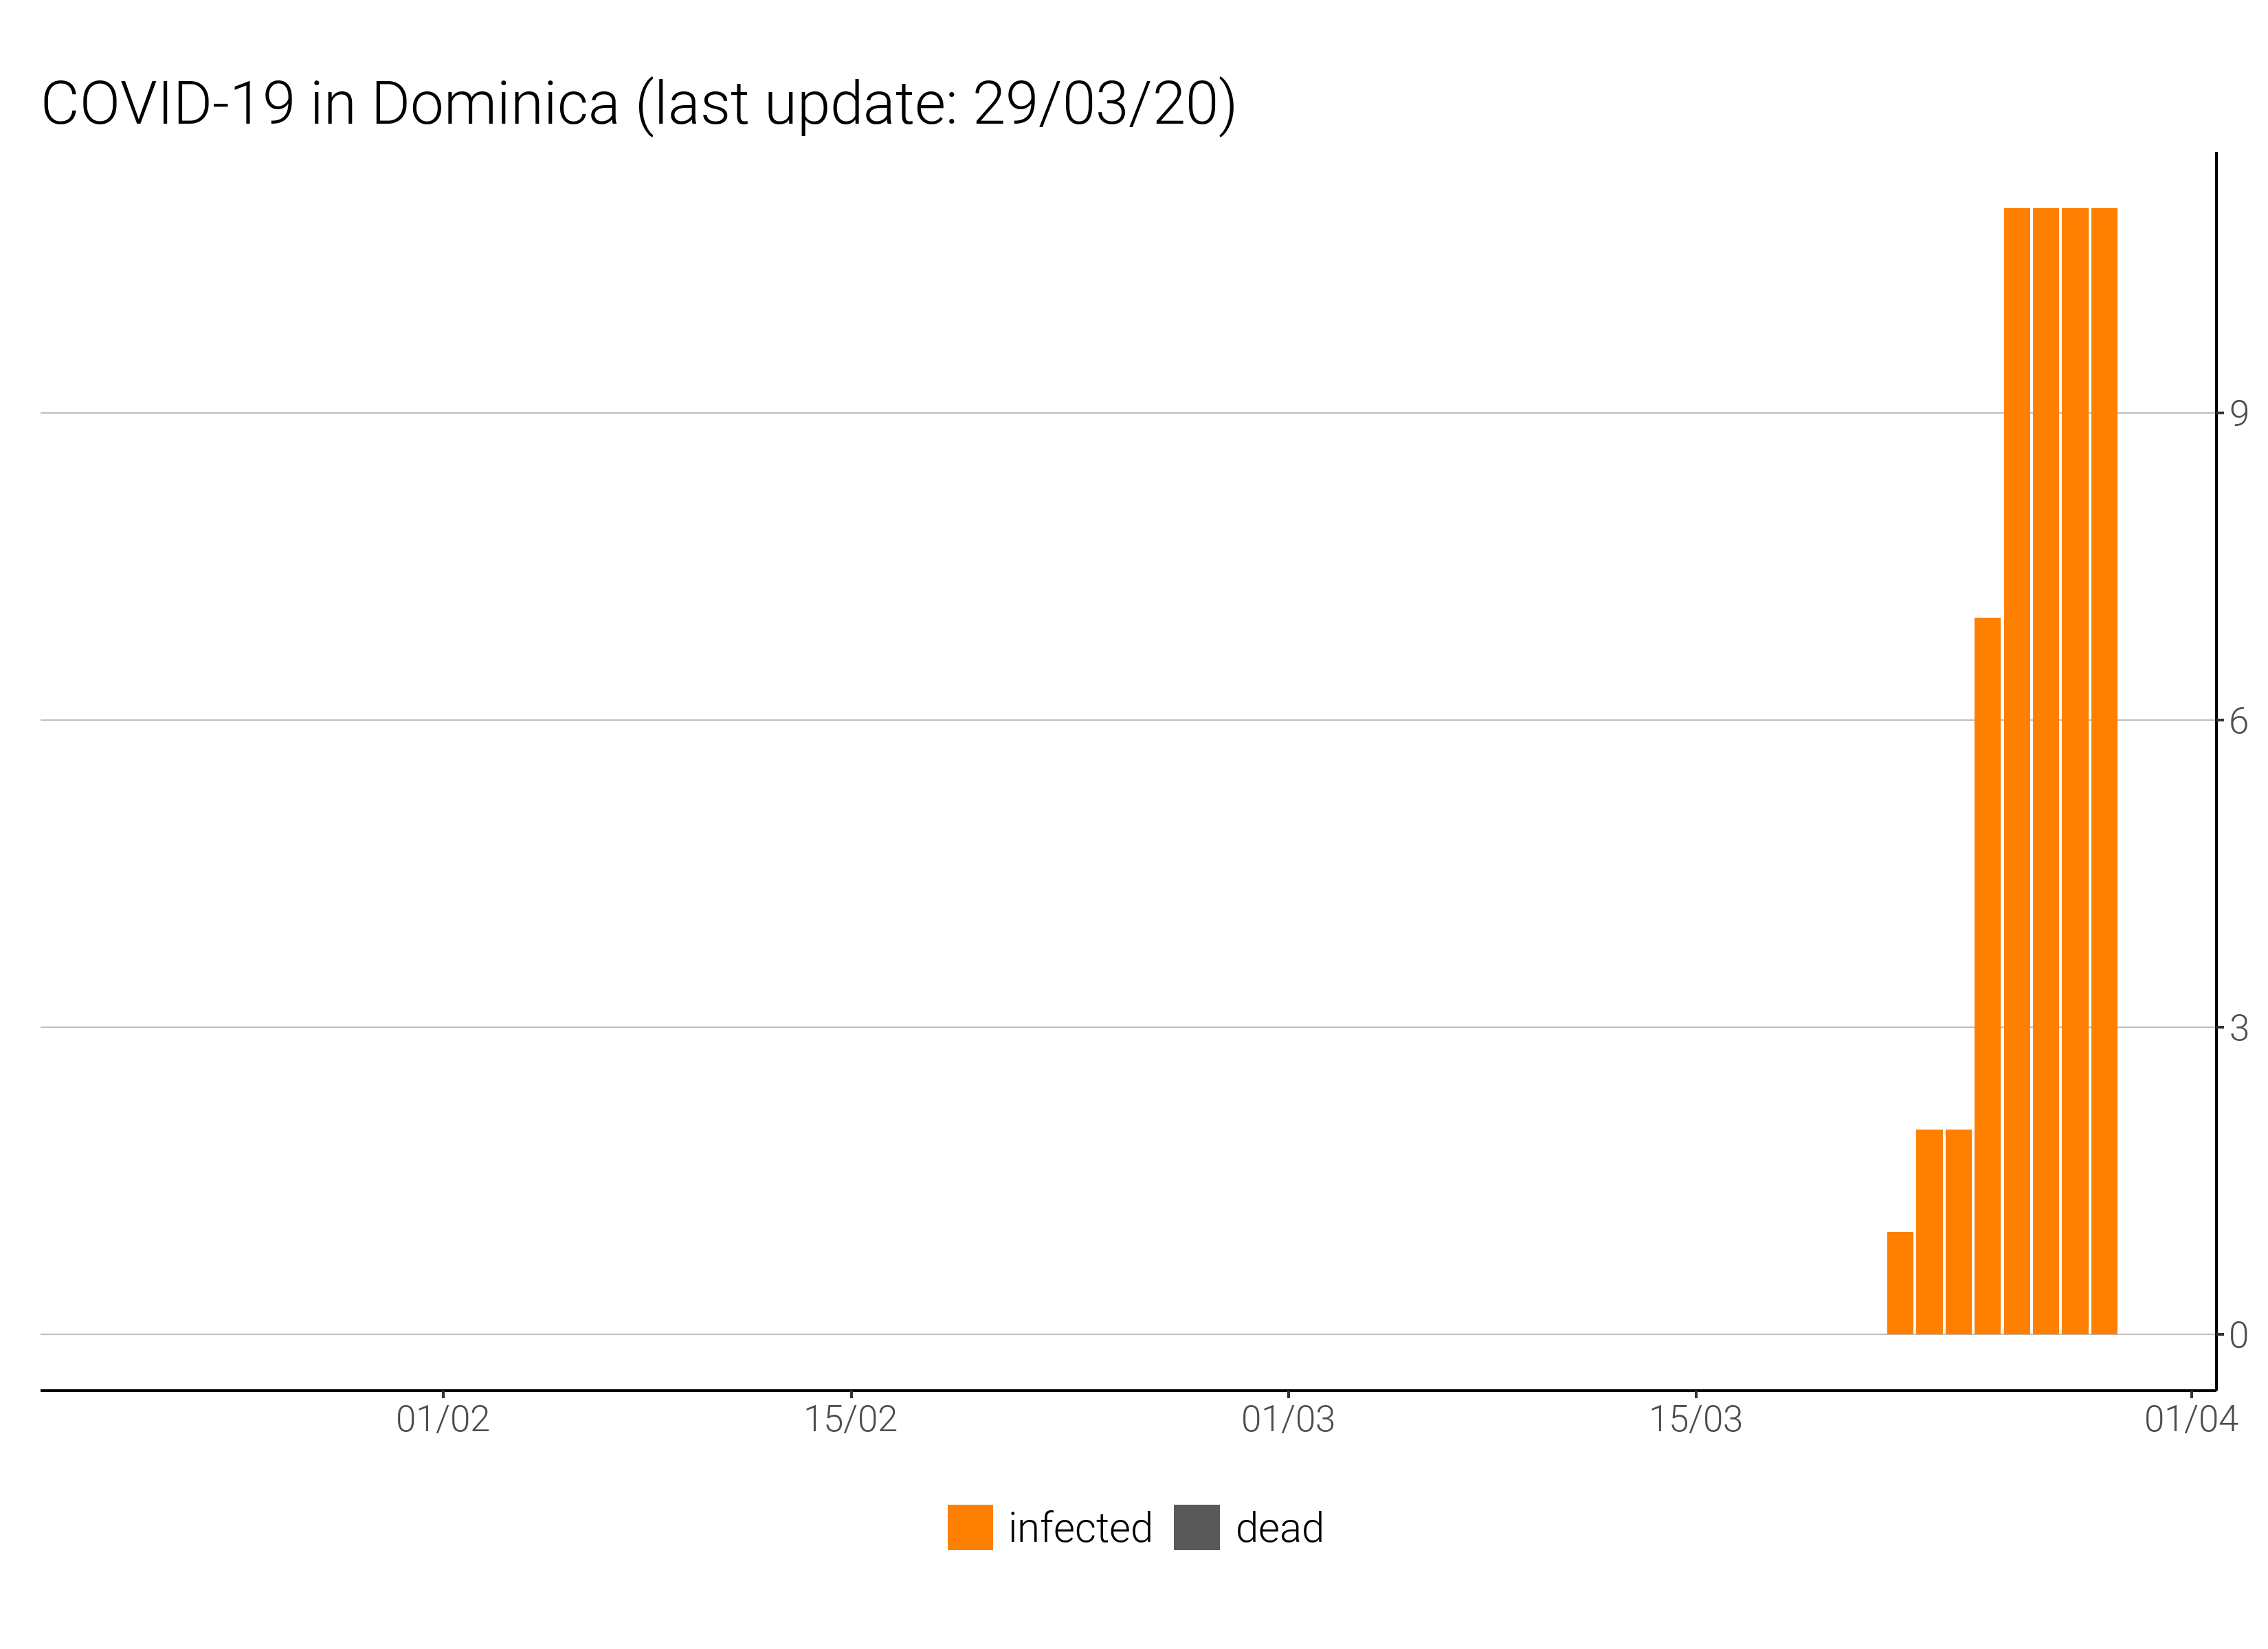 COVID-19 in Dominica (last update: 29/03/20)
9
6
3
0
01/02 15/02 01/03 15/03 01/04
infected dead